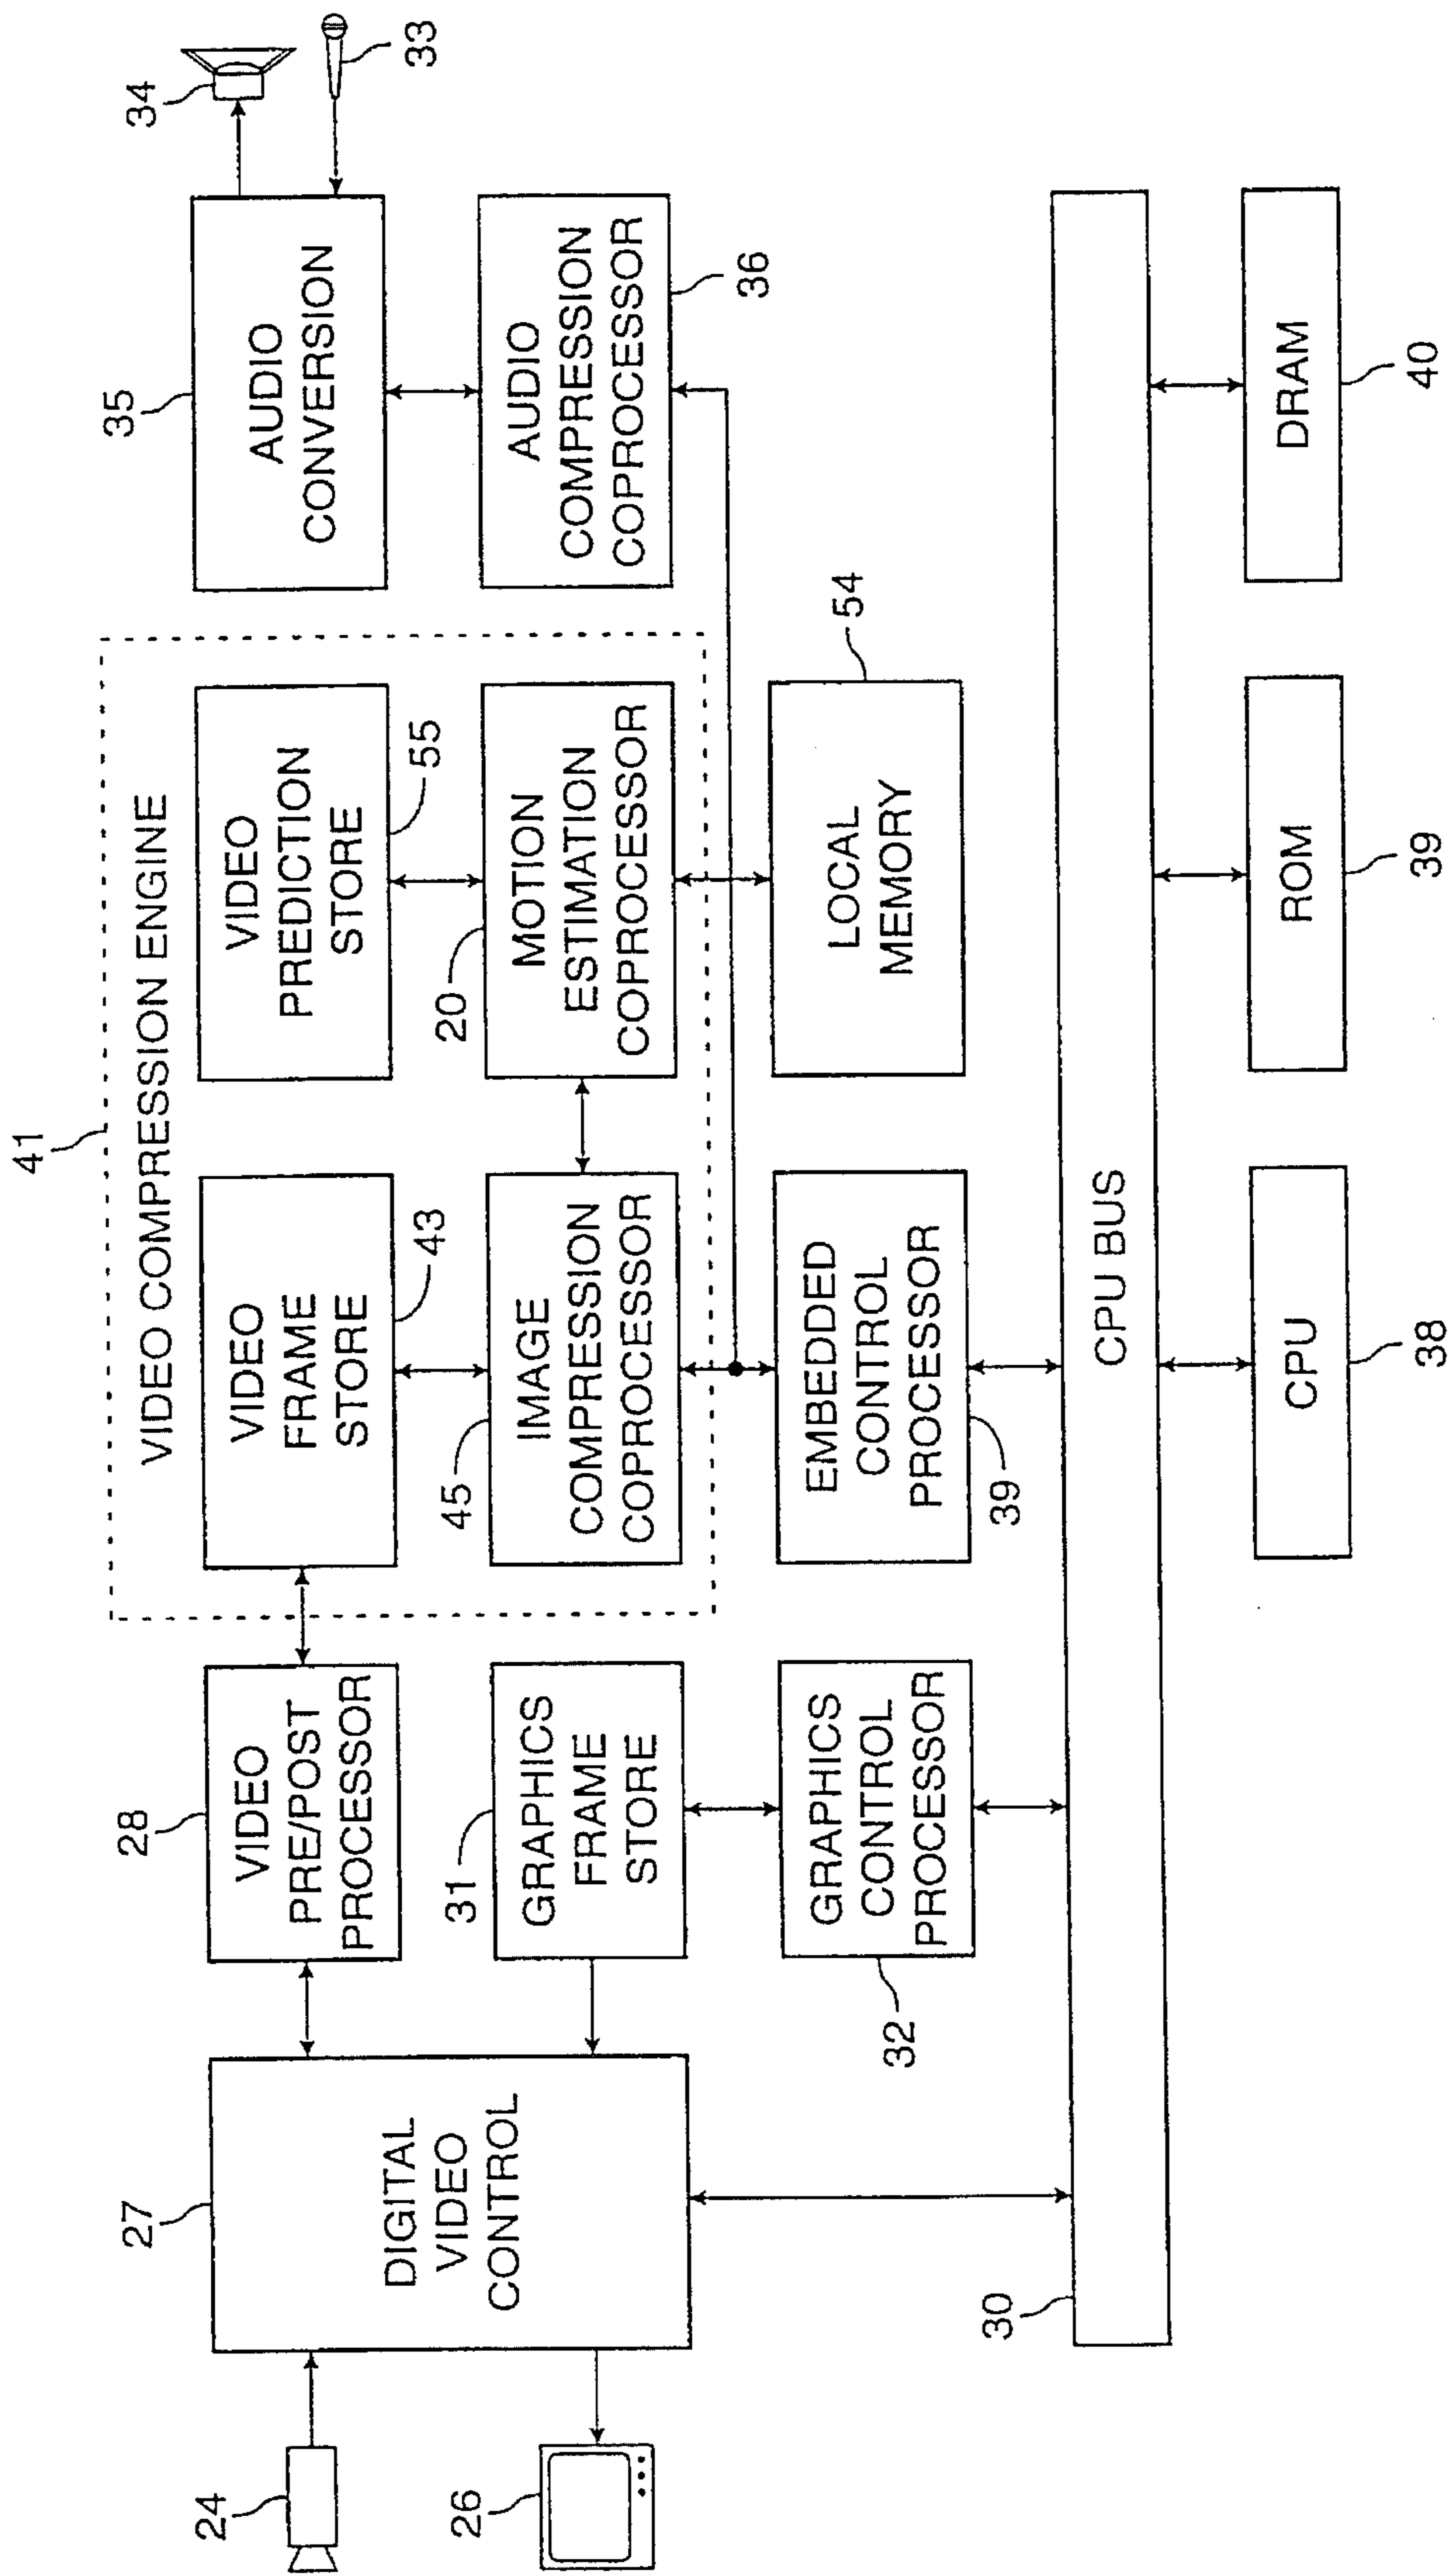 41
VIDEO COMPRESSION ENGINE
34
33
24
27
DIGITAL
VIDEO
CONTROL
26
28
VIDEO
PRE/POST
PROCESSOR
VIDEO
FRAME
STORE
43
VIDEO
PREDICTION
STORE
55
35
AUDIO
CONVERSION
31
GRAPHICS
FRAME
STORE
45
IMAGE
COMPRESSION
COPROCESSOR
20
MOTION
ESTIMATION
COPROCESSOR
AUDIO
COMPRESSION
COPROCESSOR
36
GRAPHICS
CONTROL
PROCESSOR
32
EMBEDDED
CONTROL
PROCESSOR
39
LOCAL
MEMORY
54
30
CPU BUS
CPU
38
ROM
39
DRAM
40